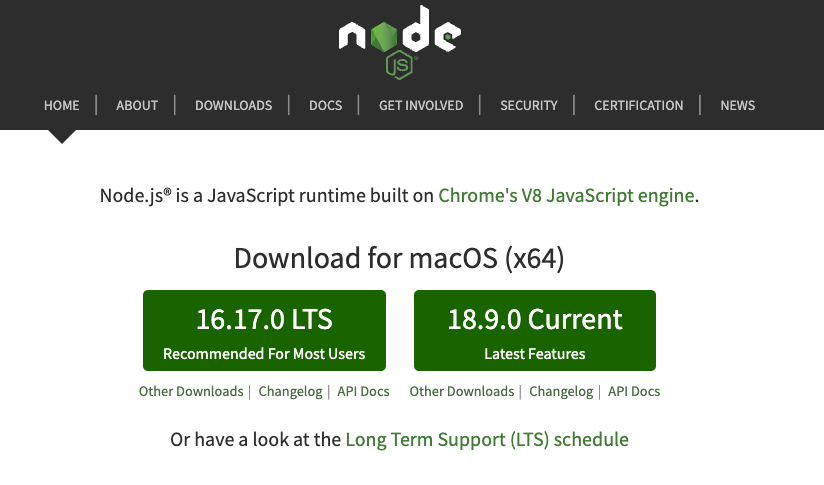 node
JS
HOME | ABOUT | DOWNLOADS | DOCS | GET INVOLVED | SECURITY | CERTIFICATION | NEWS
Node.js® is a JavaScript runtime built on Chrome's V8 JavaScript engine.
Download for macOS (x64)
16.17.0 LTS 18.9.0 Current
Recommended For Most Users Latest Features
Other Downloads | Changelog | API Docs Other Downloads | Changelog | API Docs
Or have a look at the Long Term Support (LTS) schedule